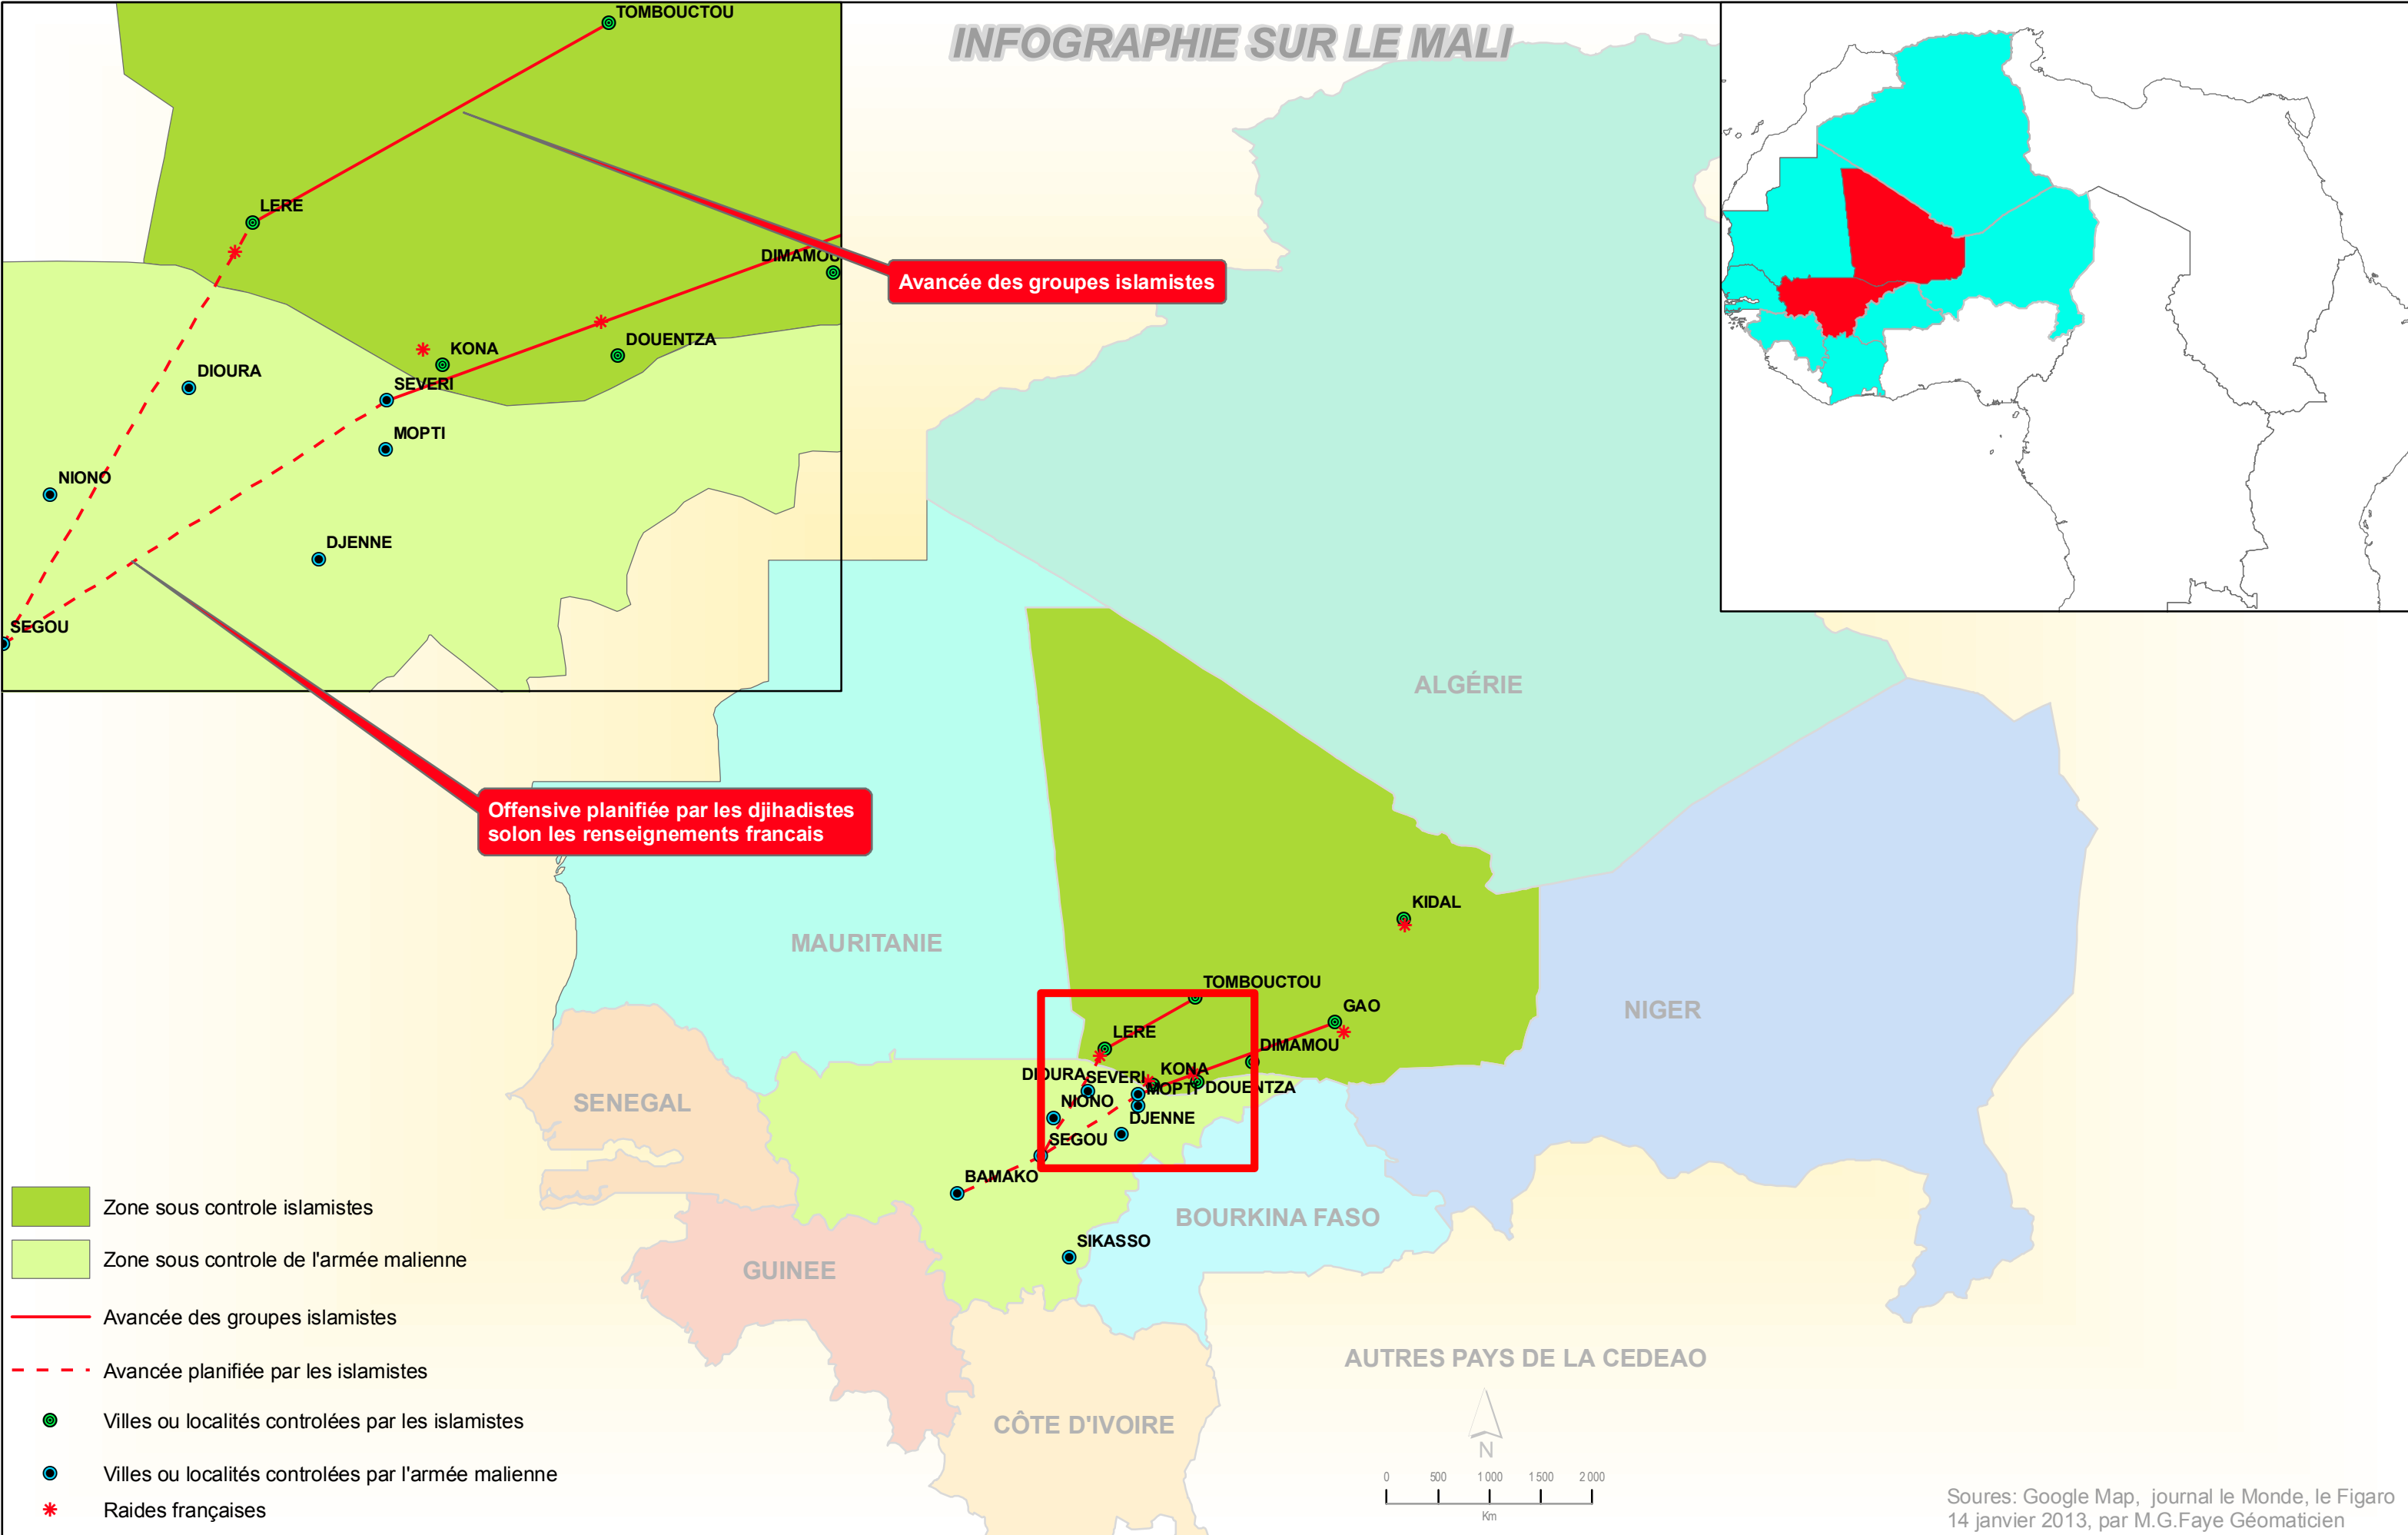 INFOGRAPHIE SUR LE MALI
TOMBOUCTOU
LERE
DIMAMOU
KONA
DOUENTZA
SEVERI
DIOURA
MOPTI
NIONO
DJENNE
SEGOU
Avancée des groupes islamistes
Offensive planifiée par les djihadistes
solon les renseignements francais
ALGÉRIE
MAURITANIE
KIDAL
TOMBOUCTOU
GAO
NIGER
LERE
DIMAMOU
KONA
DIOURA
SEVERI
MOPTI
DOUENTZA
NIONO
DJENNE
SEGOU
SENEGAL
BAMAKO
BOURKINA FASO
SIKASSO
GUINEE
AUTRES PAYS DE LA CEDEAO
CÔTE D'IVOIRE
Zone sous controle islamistes
Zone sous controle de l'armée malienne
Avancée des groupes islamistes
Avancée planifiée par les islamistes
Villes ou localités controlées par les islamistes
Villes ou localités controlées par l'armée malienne
Raides françaises
N
0 500 1 000 1 500 2 000
Km
Soures: Google Map, journal le Monde, le Figaro
14 janvier 2013, par M.G.Faye Géomaticien